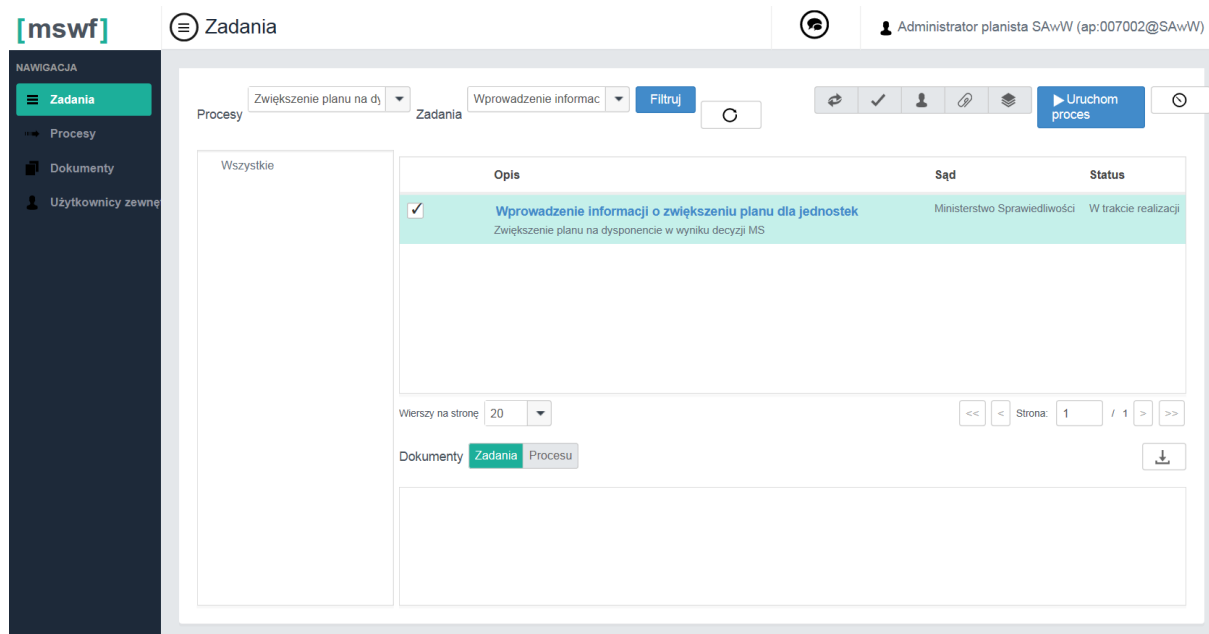 [mswf]
Zadania
Administrator planista SAwW (ap:007002@SAwW)
NAWIGACJA
Zadania
Procesy
Dokumenty
Użytkownicy zewnę
Procesy
Zwiększenie planu na dy
Zadania
Wprowadzenie informac
Filtruj
Uruchom
proces
Wszystkie
Opis Sąd Status
Wprowadzenie informacji o zwiększeniu planu dla jednostek Ministerstwo Sprawiedliwości W trakcie realizacji
Zwiększenie planu na dysponencie w wyniku decyzji MS
Wierszy na stronę 20
<< < Strona: 1 / 1 > >>
Dokumenty Zadania Procesu